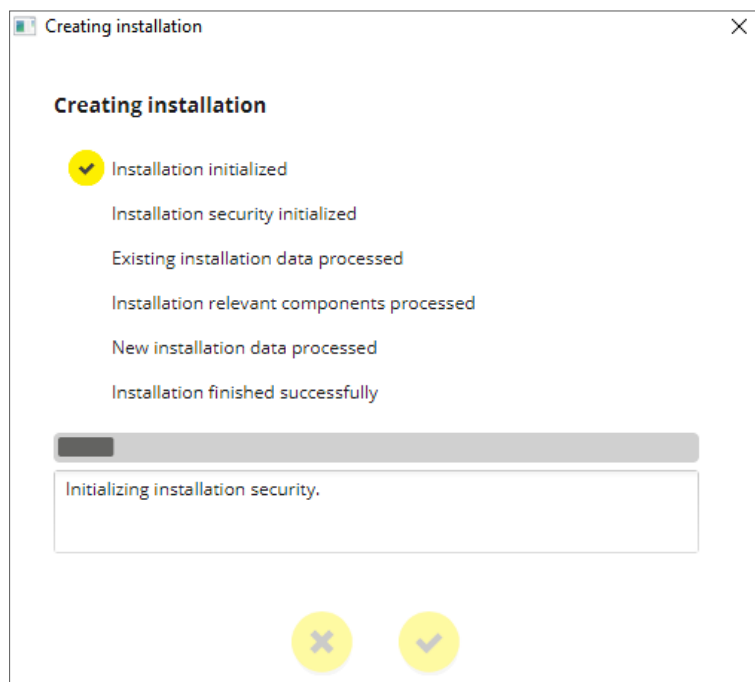 Creating installation
Creating installation
Installation initialized
Installation security initialized
Existing installation data processed
Installation relevant components processed
New installation data processed
Installation finished successfully
Initializing installation security.